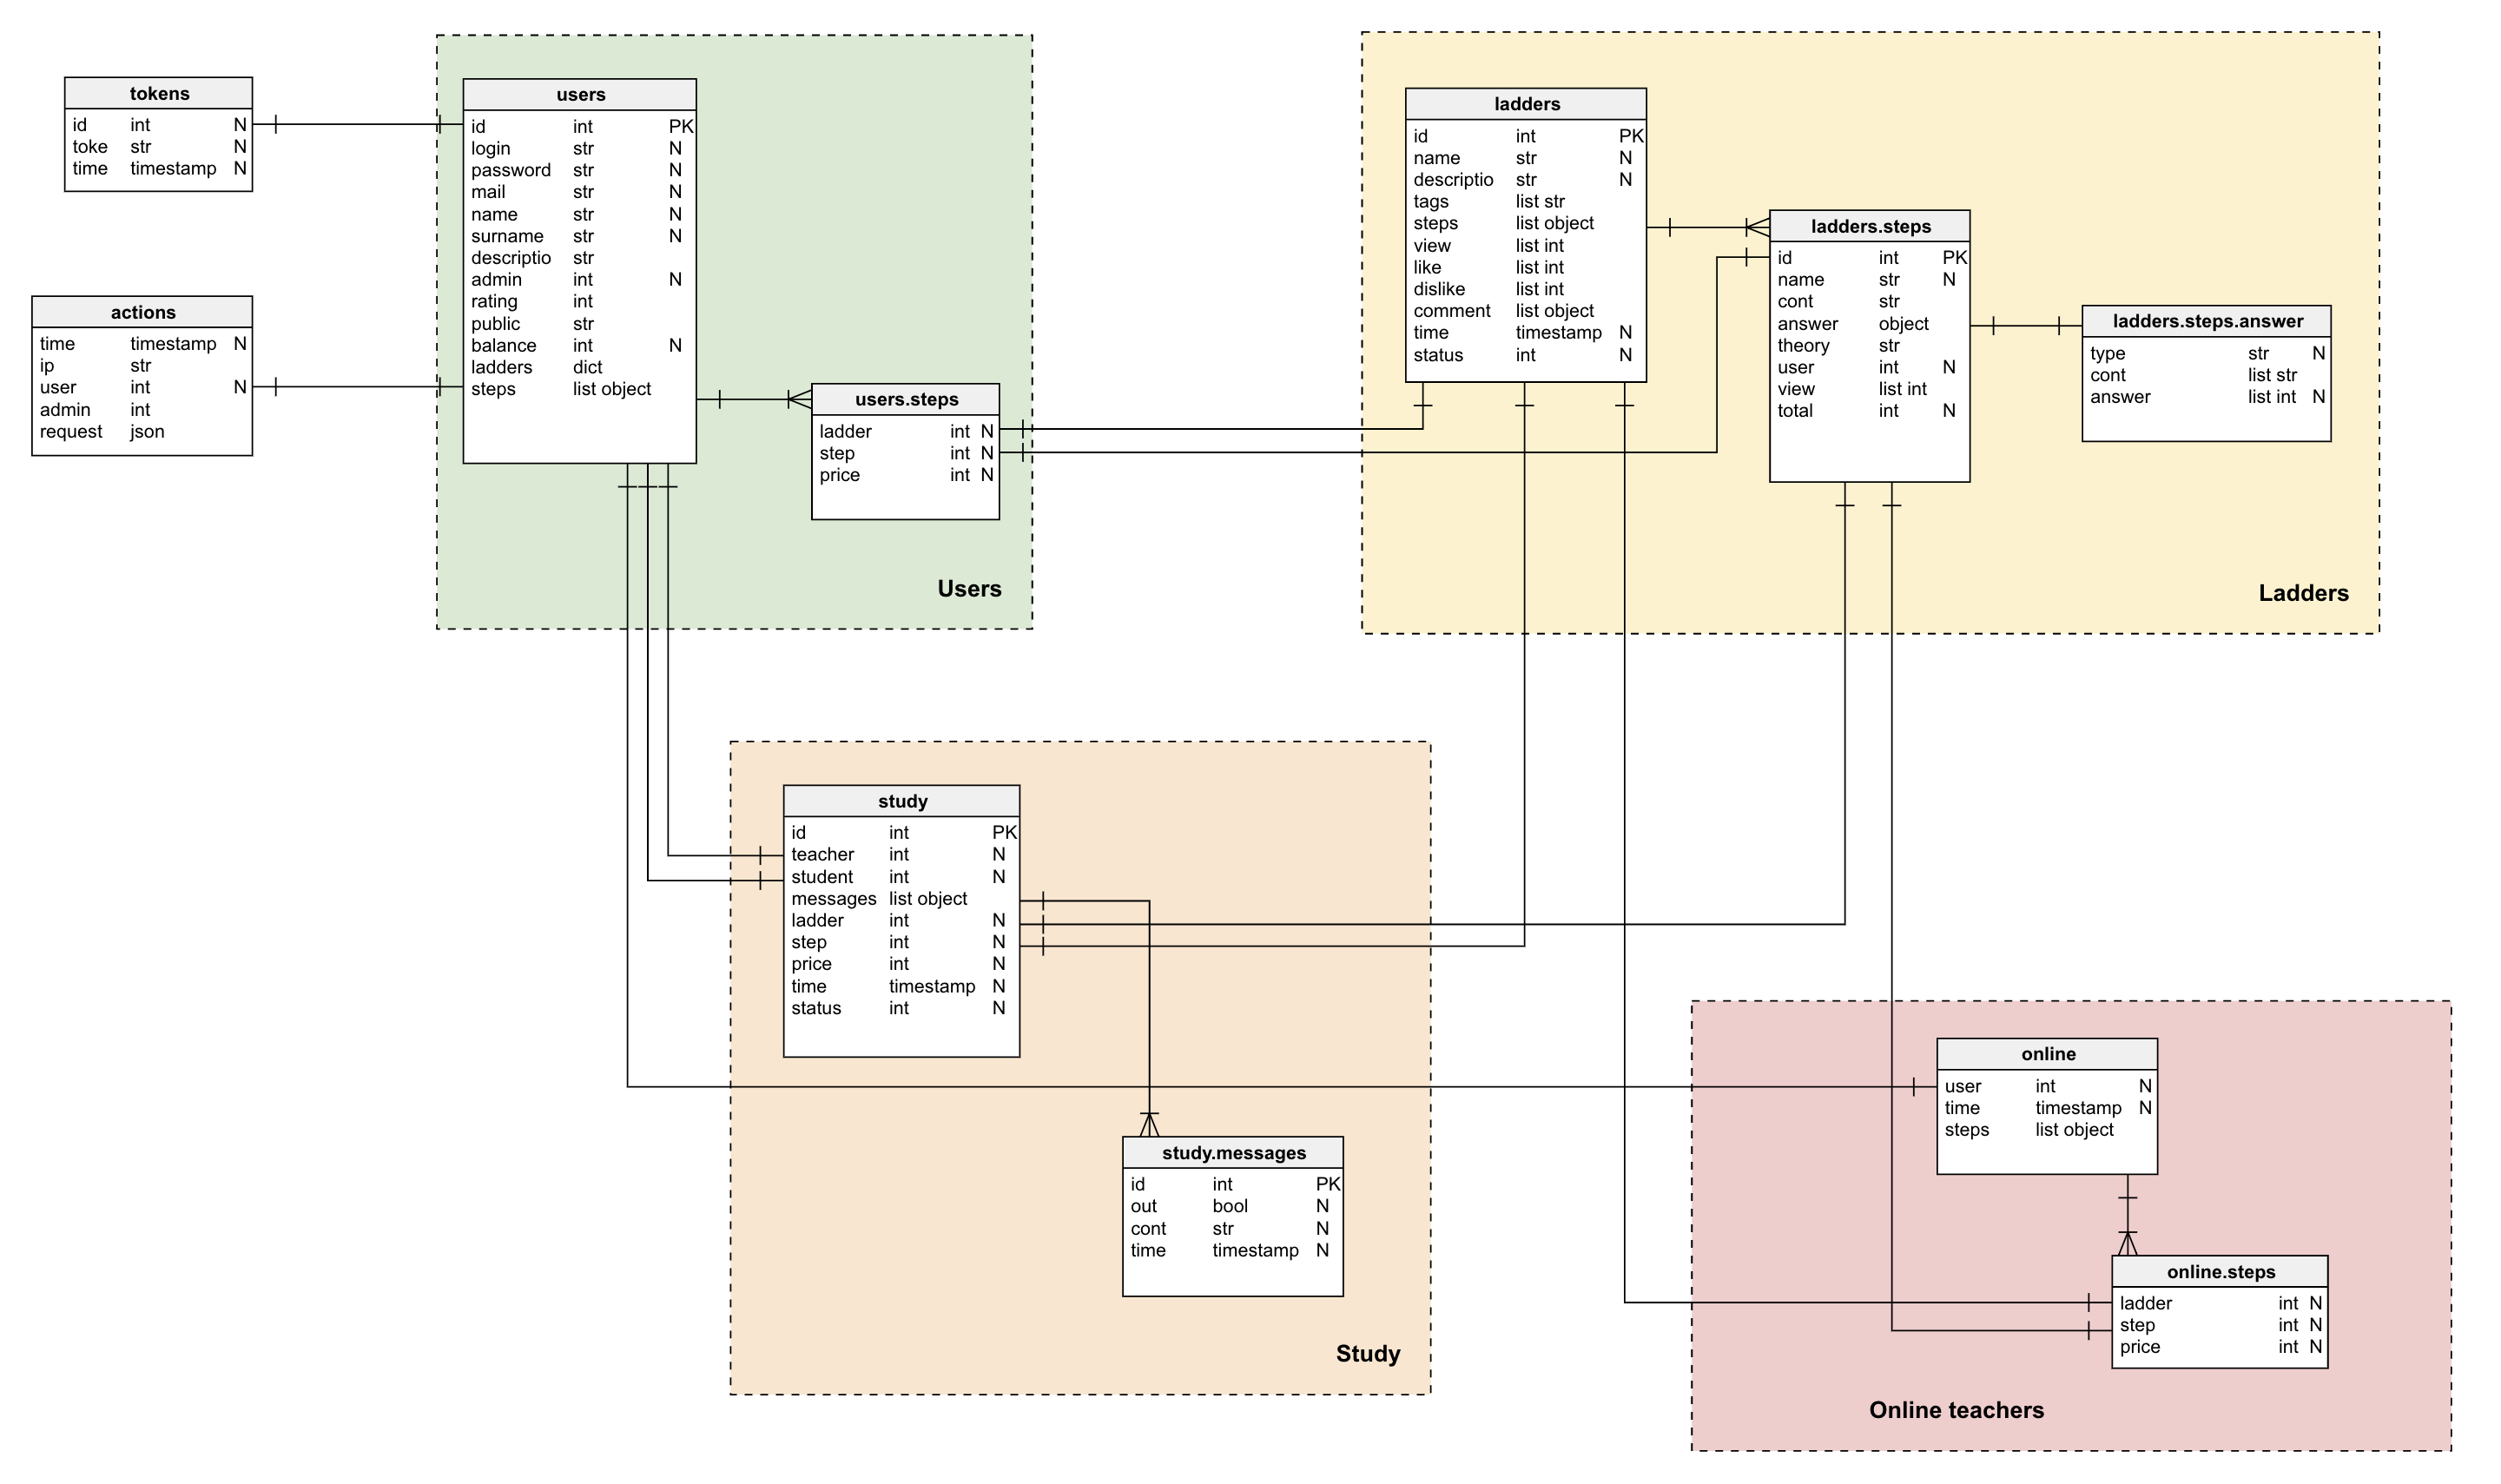 tokens
id int N
toke str N
time timestamp N
actions
time timestamp N
ip str
user int N
admin int
request json
users
id int PK
login str N
password str N
mail str N
name str N
surname str N
descriptio str
admin int N
rating int
public str
balance int N
ladders dict
steps list object
users.steps
ladder int N
step int N
price int N
Users
ladders
id int PK
name str N
descriptio str N
tags list str
steps list object
view list int
like list int
dislike list int
comment list object
time timestamp N
status int N
ladders.steps
id int PK
name str N
cont str
answer object
theory str
user int N
view list int
total int N
ladders.steps.answer
type str N
cont list str
answer list int N
Ladders
study
id int PK
teacher int N
student int N
messages list object
ladder int N
step int N
price int N
time timestamp N
status int N
study.messages
id int PK
out bool N
cont str N
time timestamp N
Study
online
user int N
time timestamp N
steps list object
online.steps
ladder int N
step int N
price int N
Online teachers